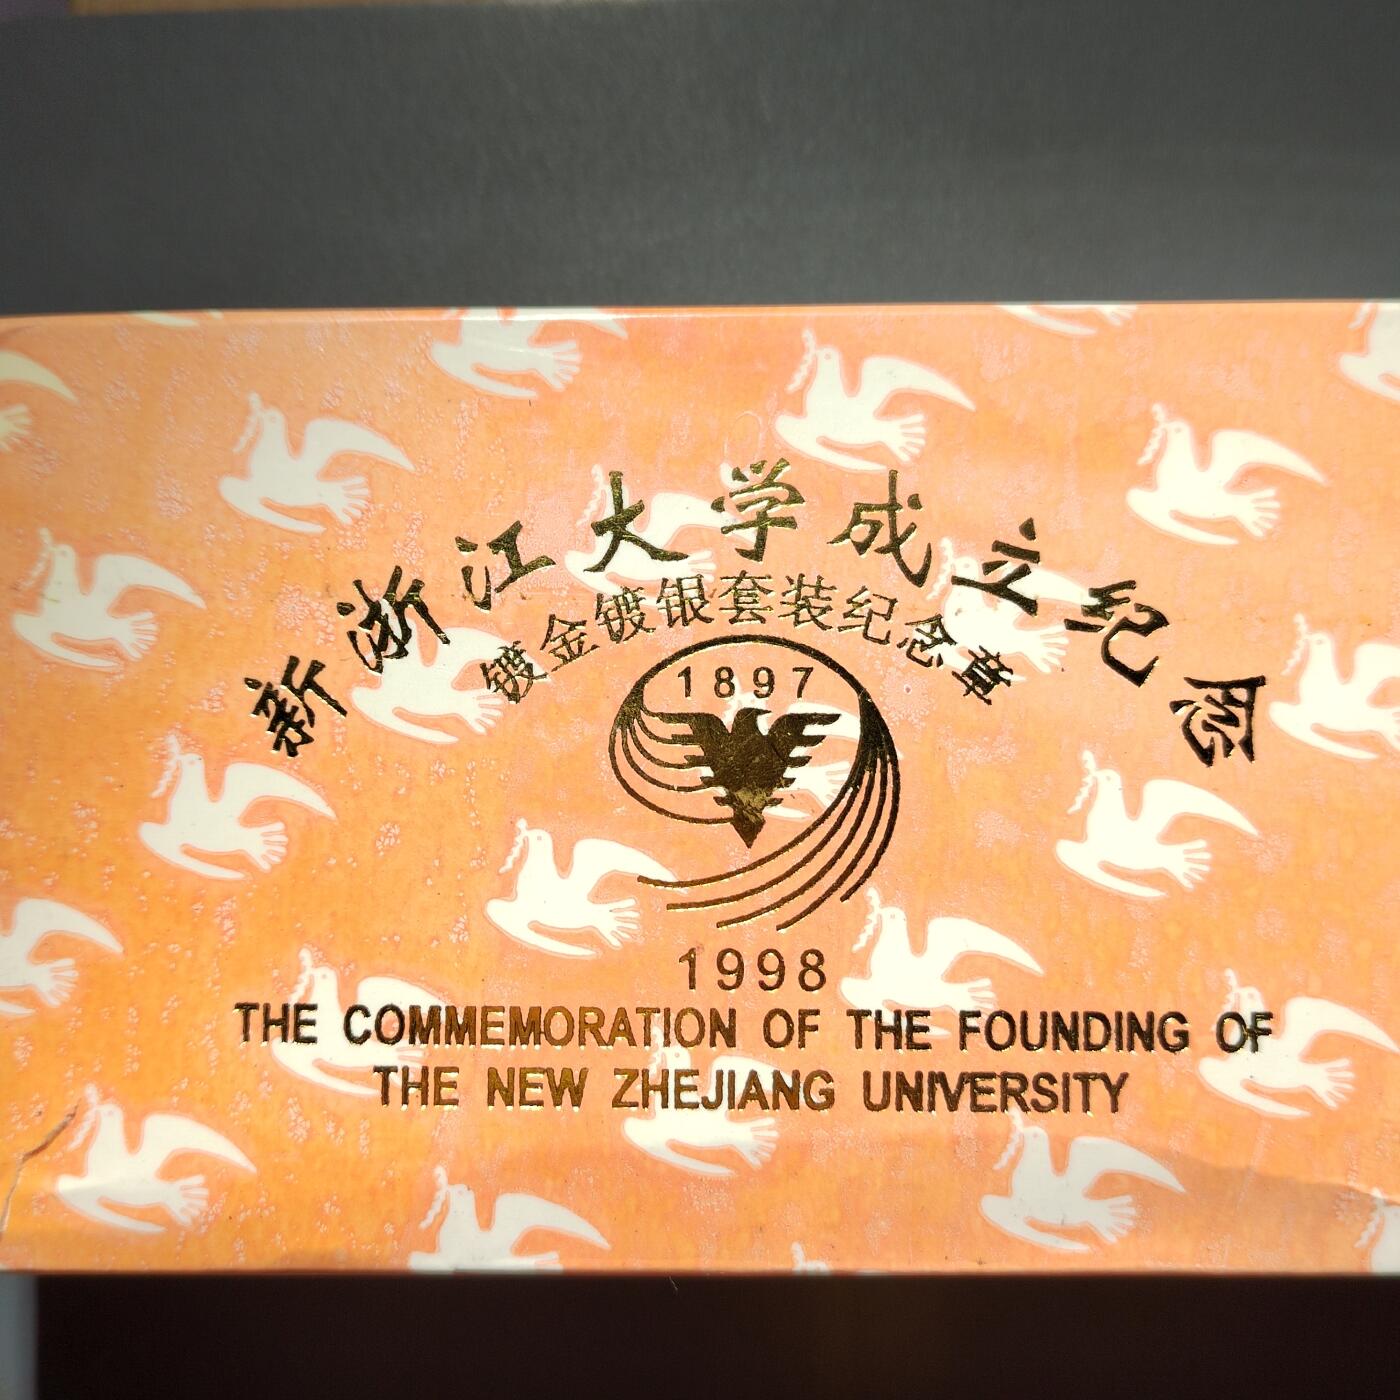 新浙江大学成立纪念
镀金镀银套装纪念章
1897
1998
THE COMMEMORATION OF THE FOUNDING OF
THE NEW ZHEJIANG UNIVERSITY